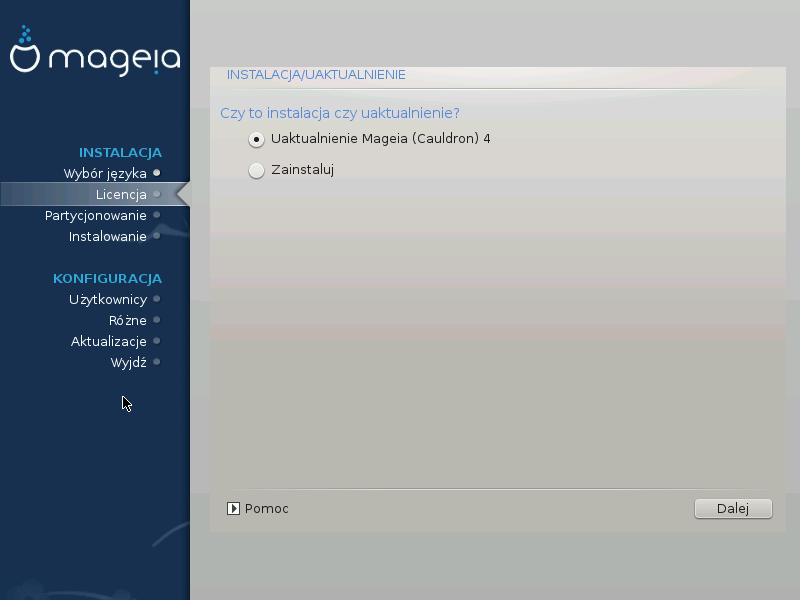 mageia
INSTALACJA
Wybór języka
Licencja
Partycjonowanie
Instalowanie
KONFIGURACJA
Użytkownicy
Różne
Aktualizacje
Wyjdź
INSTALACJA/UAKTUALNIENIE
Czy to instalacja czy uaktualnienie?
Uaktualnienie Mageia (Cauldron) 4
Zainstaluj
Pomoc
Dalej